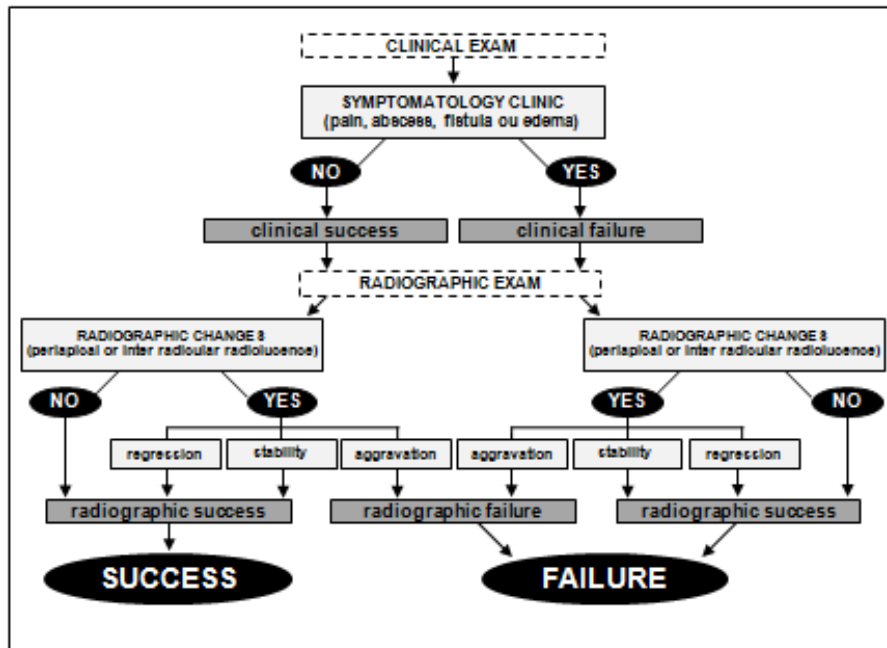 CLINICAL EXAM
SYMPTOMATOLOGY CLINIC
(pain, abscess, fistula ou edema)
NO
YES
clinical success
clinical failure
RADIOGRAPHIC EXAM
RADIOGRAPHIC CHANGE 8
(periapical or inter radicular radiolucence)
RADIOGRAPHIC CHANGE 8
(periapical or inter radicular radiolucence)
NO
YES
YES
NO
regression
stability
aggravation
aggravation
stability
regression
radiographic success
radiographic failure
radiographic success
SUCCESS
FAILURE